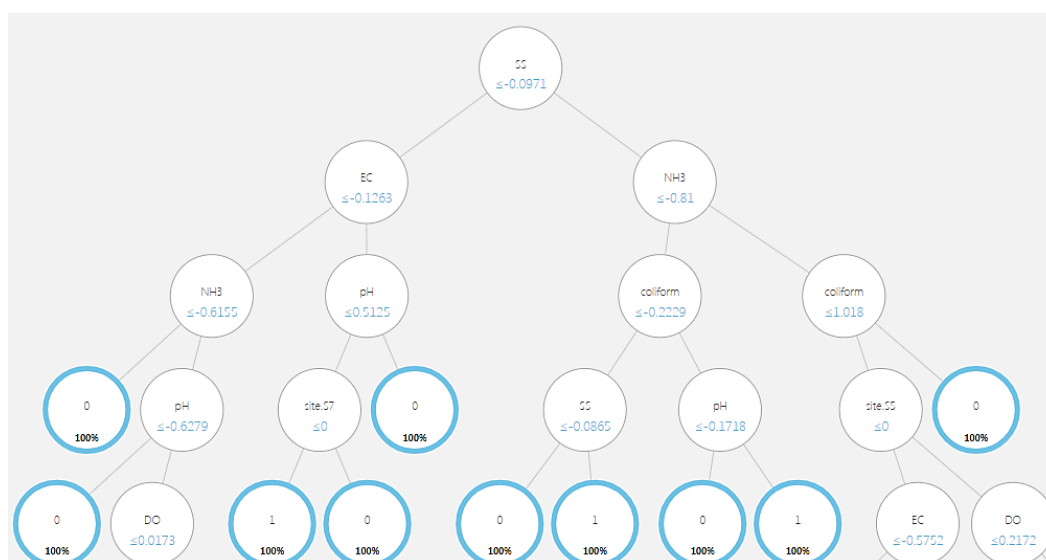 SS
≤-0.0971
EC
≤-0.1263
NH3
≤-0.81
NH3
≤-0.6155
pH
≤0.5125
coliform
≤-0.2229
coliform
≤1.018
0
100%
pH
≤-0.6279
site.S7
≤0
0
100%
SS
≤-0.0865
pH
≤-0.1718
site.S5
≤0
0
100%
0
100%
DO
≤0.0173
1
100%
0
100%
0
100%
1
100%
0
100%
1
100%
EC
≤-0.5752
DO
≤0.2172